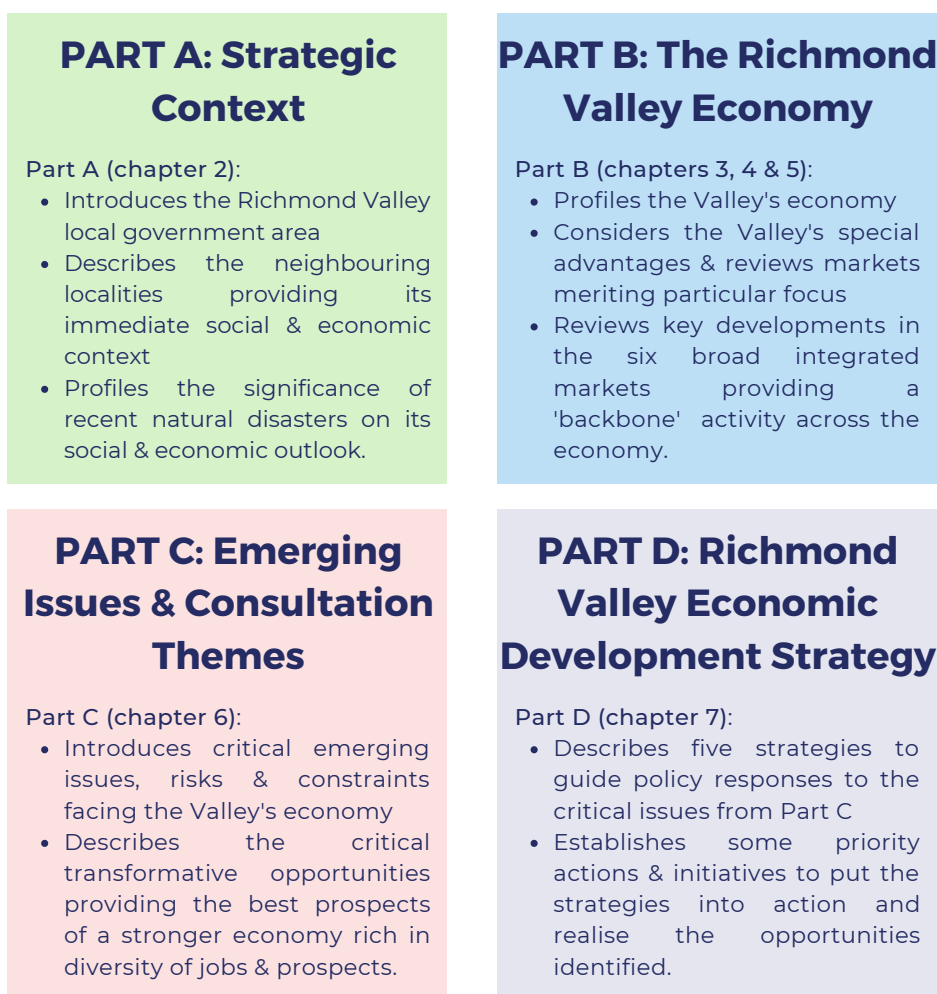 PART A: Strategic
Context
Part A (chapter 2):
• Introduces the Richmond Valley
local government area
• Describes the neighbouring
localities providing its
immediate social & economic
context
• Profiles the significance of
recent natural disasters on its
social & economic outlook.
PART B: The Richmond
Valley Economy
Part B (chapters 3, 4 & 5):
• Profiles the Valley's economy
• Considers the Valley's special
advantages & reviews markets
meriting particular focus
• Reviews key developments in
the six broad integrated
markets providing a
'backbone' activity across the
economy.
PART C: Emerging
Issues & Consultation
Themes
Part C (chapter 6):
• Introduces critical emerging
issues, risks & constraints
facing the Valley's economy
• Describes the critical
transformative opportunities
providing the best prospects
of a stronger economy rich in
diversity of jobs & prospects.
PART D: Richmond
Valley Economic
Development Strategy
Part D (chapter 7):
• Describes five strategies to
guide policy responses to the
critical issues from Part C
• Establishes some priority
actions & initiatives to put the
strategies into action and
realise the opportunities
identified.